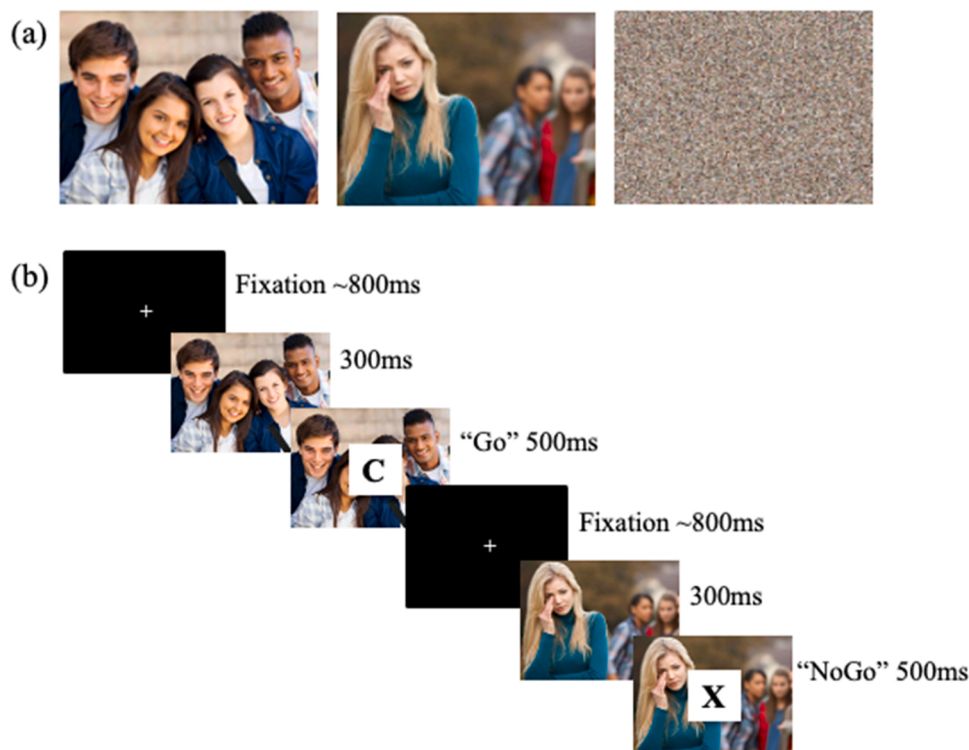 (a)
(b)
Fixation ~800ms
300ms
“Go” 500ms
C
Fixation ~800ms
300ms
“NoGo” 500ms
X